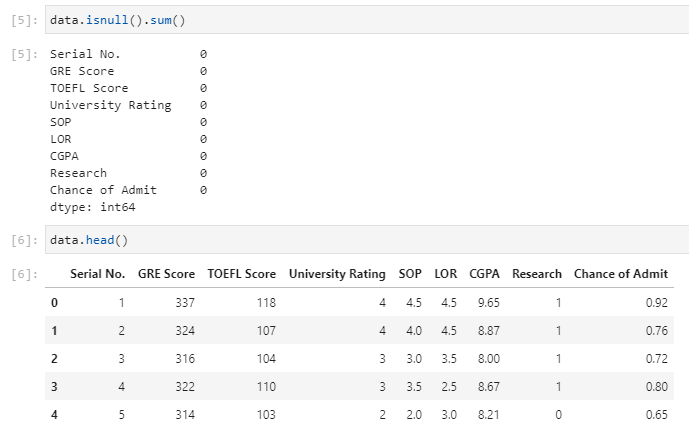 [5]: data.isnull().sum()
[5]: Serial No. 0
GRE Score 0
TOEFL Score 0
University Rating 0
SOP 0
LOR 0
CGPA 0
Research 0
Chance of Admit 0
dtype: int64
[6]: data.head()
[6]: Serial No. GRE Score TOEFL Score University Rating SOP LOR CGPA Research Chance of Admit
0 1 337 118 4 4.5 4.5 9.65 1 0.92
1 2 324 107 4 4.0 4.5 8.87 1 0.76
2 3 316 104 3 3.0 3.5 8.00 1 0.72
3 4 322 110 3 3.5 2.5 8.67 1 0.80
4 5 314 103 2 2.0 3.0 8.21 0 0.65